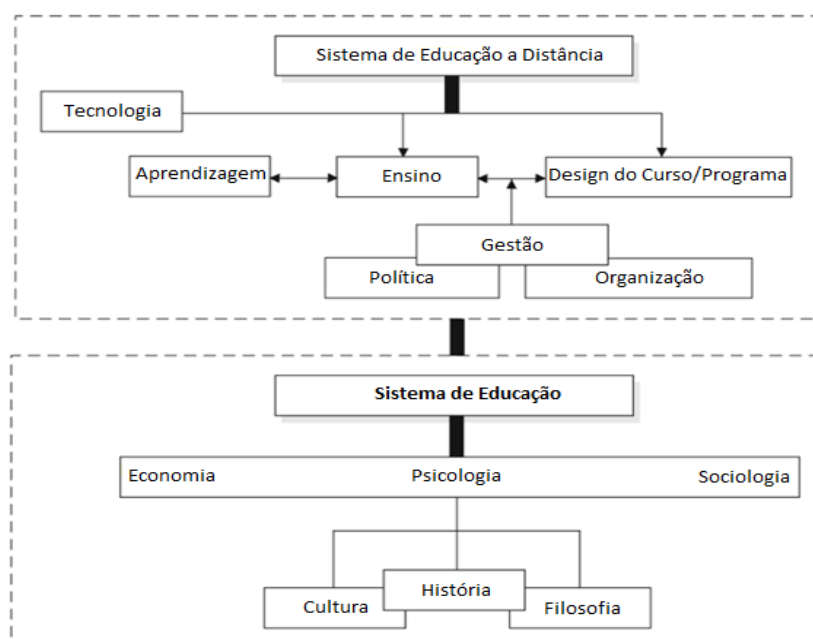 Sistema de Educação a Distância
Tecnologia
Aprendizagem
Ensino
Design do Curso/Programa
Gestão
Política
Organização
Sistema de Educação
Economia
Psicologia
Sociologia
História
Cultura
Filosofia